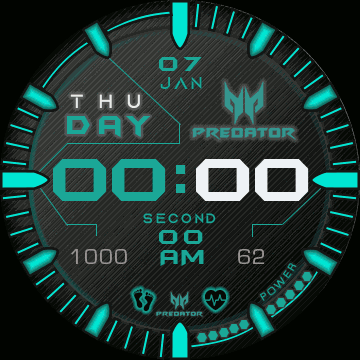 07
JAN
THU
DAY
PREDATOR
00:00
SECOND
00
AM
1000
62
POWER
PREDATOR